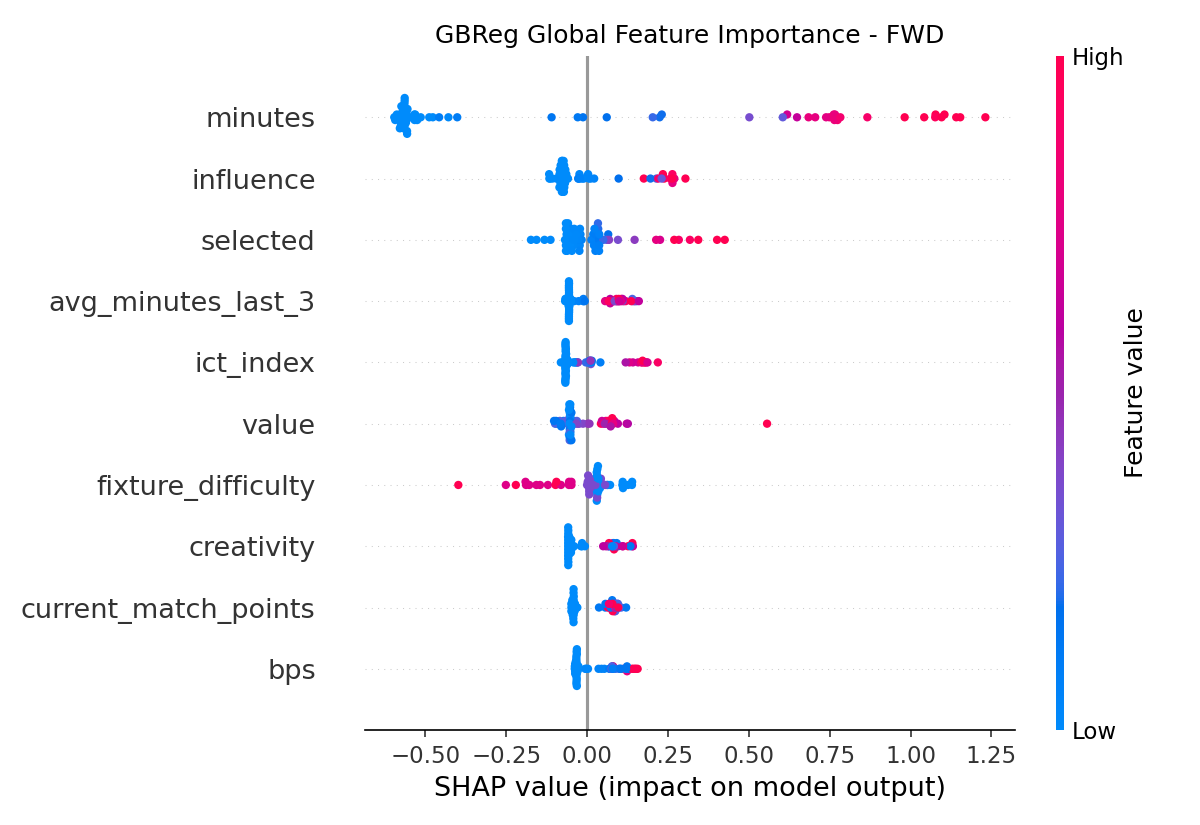 GBReg Global Feature Importance - FWD
High
minutes
influence
selected
avg_minutes_last_3
ict_index
value
fixture_difficulty
creativity
current_match_points
bps
Feature value
Low
−0.50 −0.25 0.00 0.25 0.50 0.75 1.00 1.25
SHAP value (impact on model output)